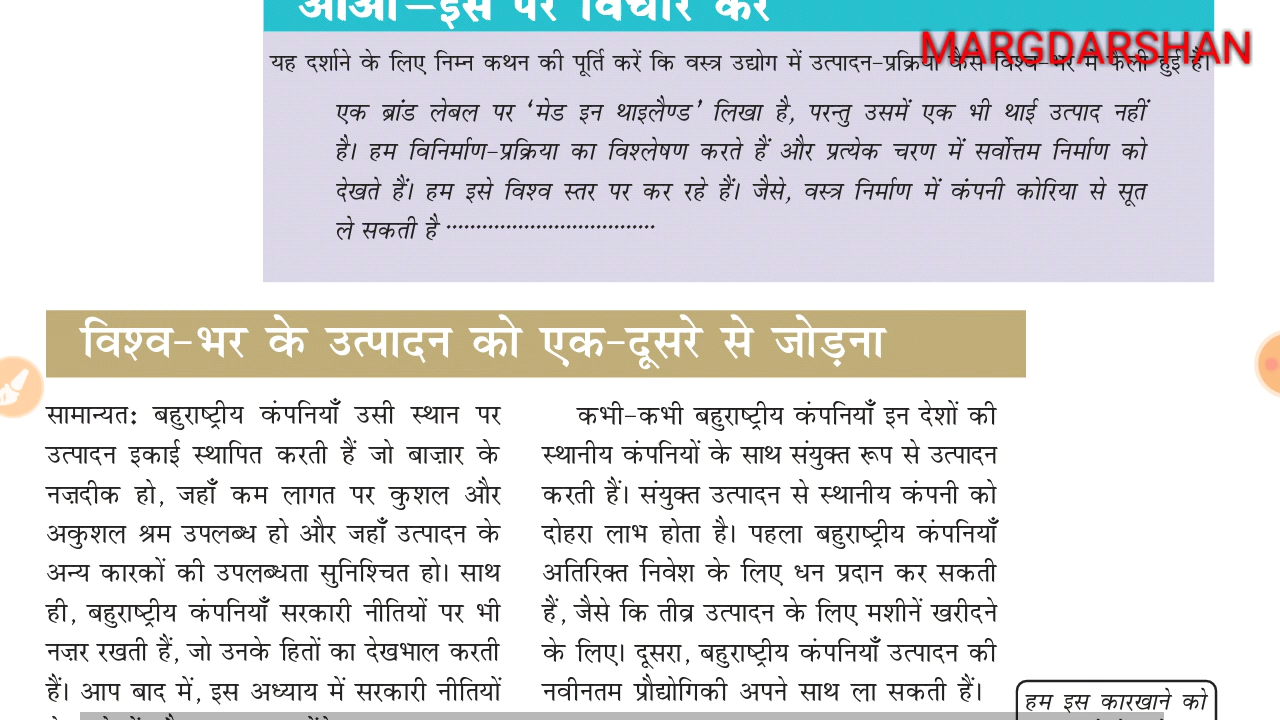 आओ–इस पर विचार करें
MARGDARSHAN
यह दर्शाने के लिए निम्न कथन की पूर्ति करें कि वस्त्र उद्योग में उत्पादन-प्रक्रिया कैसे विश्व-भर में फैली हुई है।
एक ब्रांड लेबल पर ‘मेड इन थाइलैण्ड’ लिखा है, परन्तु उसमें एक भी थाई उत्पाद नहीं
है। हम विनिर्माण-प्रक्रिया का विश्लेषण करते हैं और प्रत्येक चरण में सर्वोत्तम निर्माण को
देखते हैं। हम इसे विश्व स्तर पर कर रहे हैं। जैसे, वस्त्र निर्माण में कंपनी कोरिया से सूत
ले सकती है ...................................
विश्व-भर के उत्पादन को एक-दूसरे से जोड़ना
सामान्यत: बहुराष्ट्रीय कंपनियाँ उसी स्थान पर
उत्पादन इकाई स्थापित करती हैं जो बाज़ार के
नज़दीक हो, जहाँ कम लागत पर कुशल और
अकुशल श्रम उपलब्ध हो और जहाँ उत्पादन के
अन्य कारकों की उपलब्धता सुनिश्चित हो। साथ
ही, बहुराष्ट्रीय कंपनियाँ सरकारी नीतियों पर भी
नज़र रखती हैं, जो उनके हितों का देखभाल करती
हैं। आप बाद में, इस अध्याय में सरकारी नीतियों
कभी-कभी बहुराष्ट्रीय कंपनियाँ इन देशों की
स्थानीय कंपनियों के साथ संयुक्त रूप से उत्पादन
करती हैं। संयुक्त उत्पादन से स्थानीय कंपनी को
दोहरा लाभ होता है। पहला बहुराष्ट्रीय कंपनियाँ
अतिरिक्त निवेश के लिए धन प्रदान कर सकती
हैं, जैसे कि तीव्र उत्पादन के लिए मशीनें खरीदने
के लिए। दूसरा, बहुराष्ट्रीय कंपनियाँ उत्पादन की
नवीनतम प्रौद्योगिकी अपने साथ ला सकती हैं।
हम इस कारखाने को